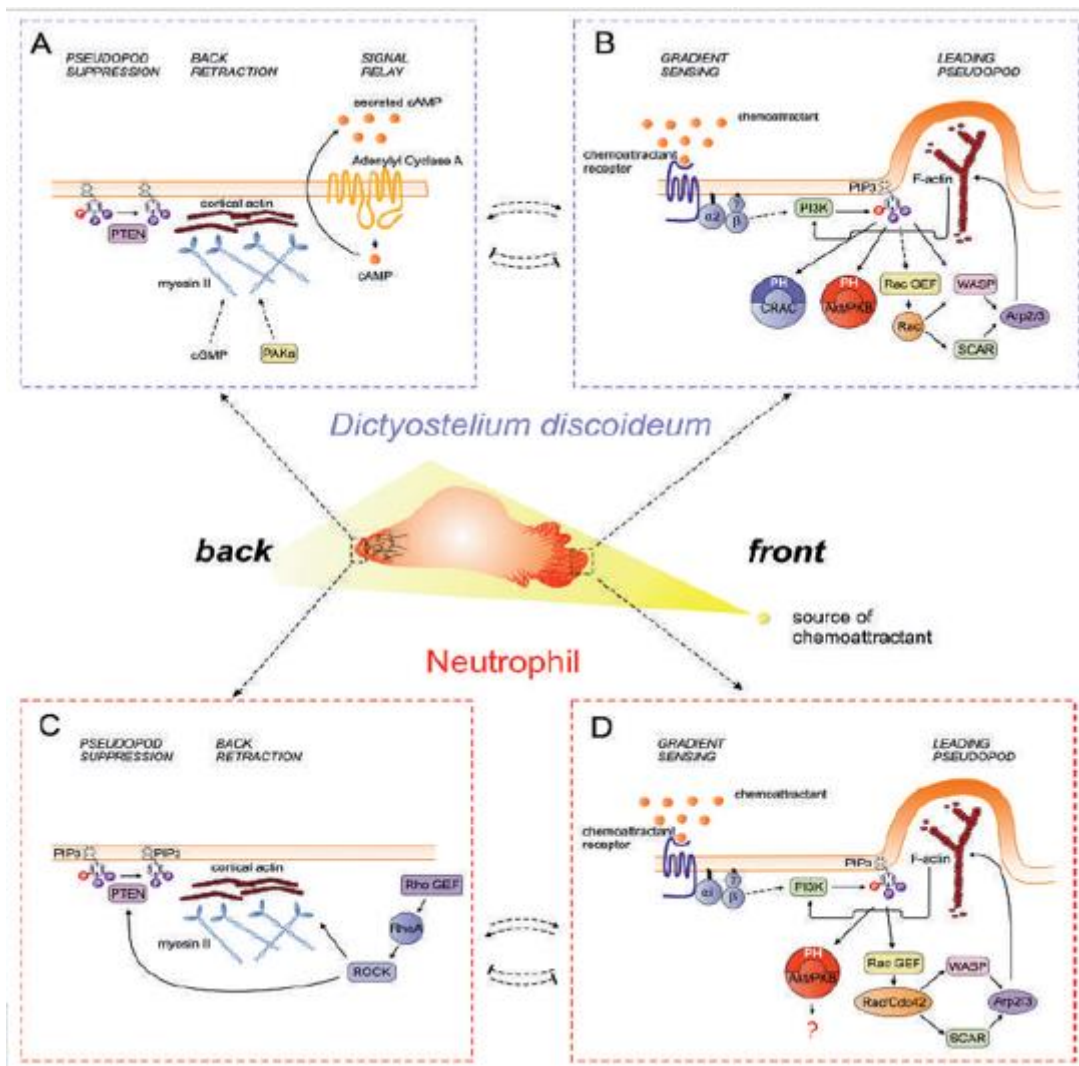 A
PSEUDOPOD
SUPPRESSION
BACK
RETRACTION
SIGNAL
RELAY
secreted cAMP
Adenylyl Cyclase A
cortical actin
PTEN
myosin II
cAMP
cGMP
PAKα
B
GRADIENT
SENSING
LEADING
PSEUDOPOD
chemoattractant
chemoattractant
receptor
PIP3
F-actin
α2
β
γ
PI3K
PH
CRAC
PH
Akt/PKB
Rac GEF
WASP
Rac
Arp2/3
SCAR
Dictyostelium discoideum
back
front
source of
chemoattractant
Neutrophil
C
PSEUDOPOD
SUPPRESSION
BACK
RETRACTION
PIP3
PIP2
cortical actin
PTEN
Rho GEF
RhoA
myosin II
ROCK
D
GRADIENT
SENSING
LEADING
PSEUDOPOD
chemoattractant
chemoattractant
receptor
PIP3
F-actin
αi
β
γ
PI3K
PH
Akt/PKB
?
Rac GEF
WASP
Rac/Cdc42
Arp2/3
SCAR